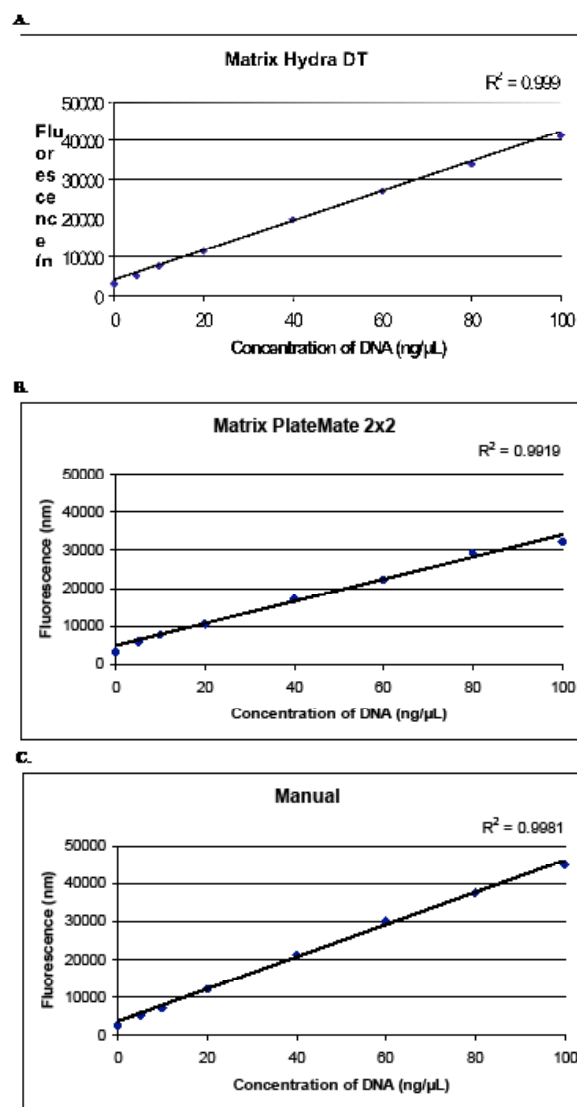 A.
Matrix Hydra DT
R² = 0.999
50000
40000
30000
20000
10000
0
Flu
or
es
ce
nc
e
(n
0 20 40 60 80 100
Concentration of DNA (ng/µL)
B.
Matrix PlateMate 2x2
R² = 0.9919
50000
40000
30000
20000
10000
0
Fluorescence (nm)
0 20 40 60 80 100
Concentration of DNA (ng/µL)
C.
Manual
R² = 0.9981
50000
40000
30000
20000
10000
0
Fluorescence (nm)
0 20 40 60 80 100
Concentration of DNA (ng/µL)